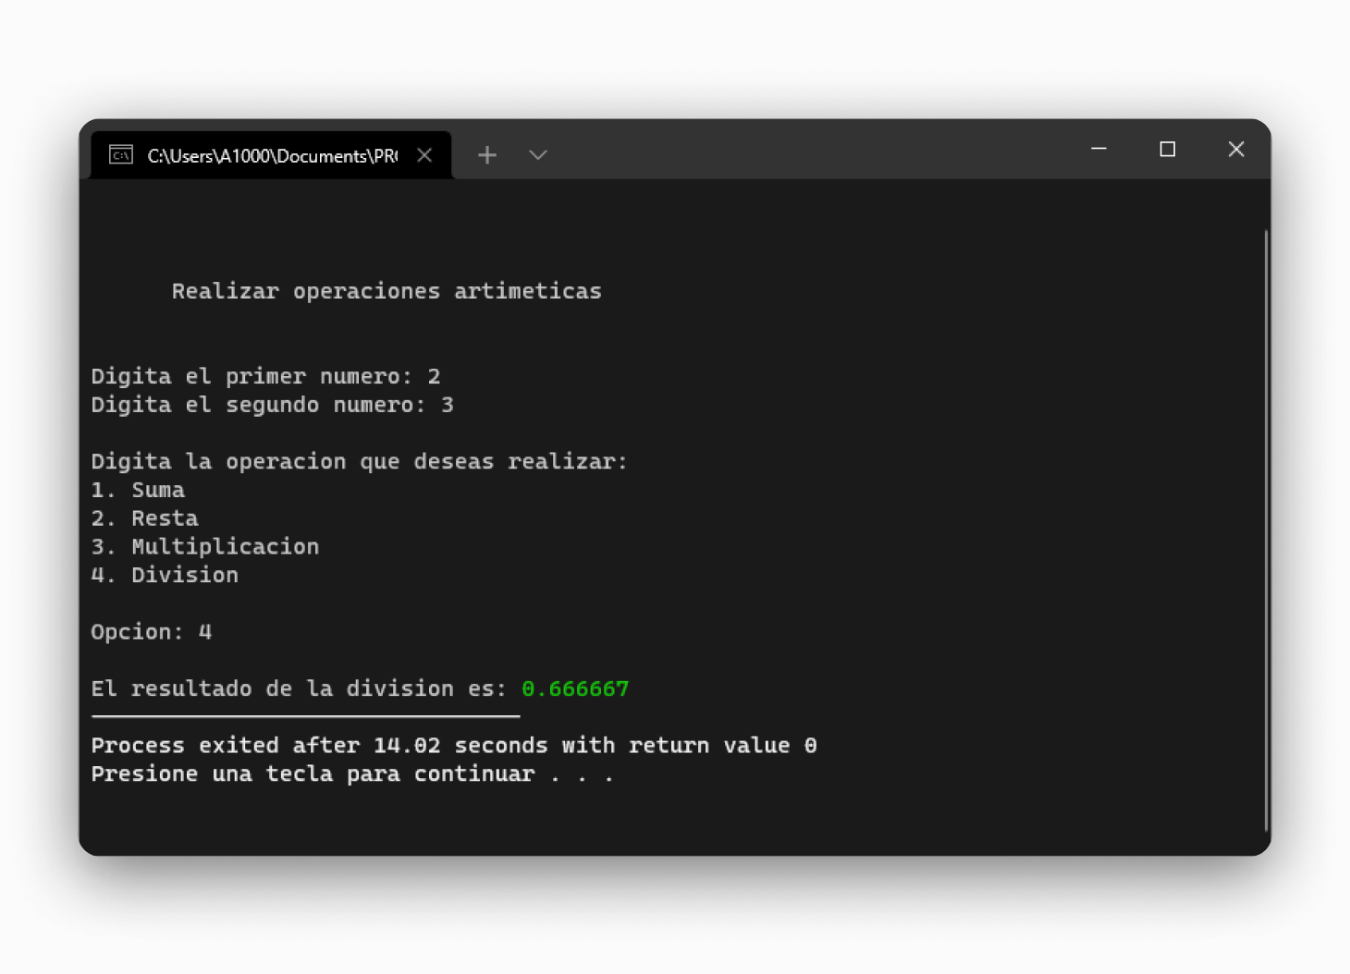 C:\Users\A1000\Documents\PR
Realizar operaciones artimeticas
Digita el primer numero: 2
Digita el segundo numero: 3
Digita la operacion que deseas realizar:
1. Suma
2. Resta
3. Multiplicacion
4. Division
Opcion: 4
El resultado de la division es: 0.666667
Process exited after 14.02 seconds with return value 0
Presione una tecla para continuar . . .